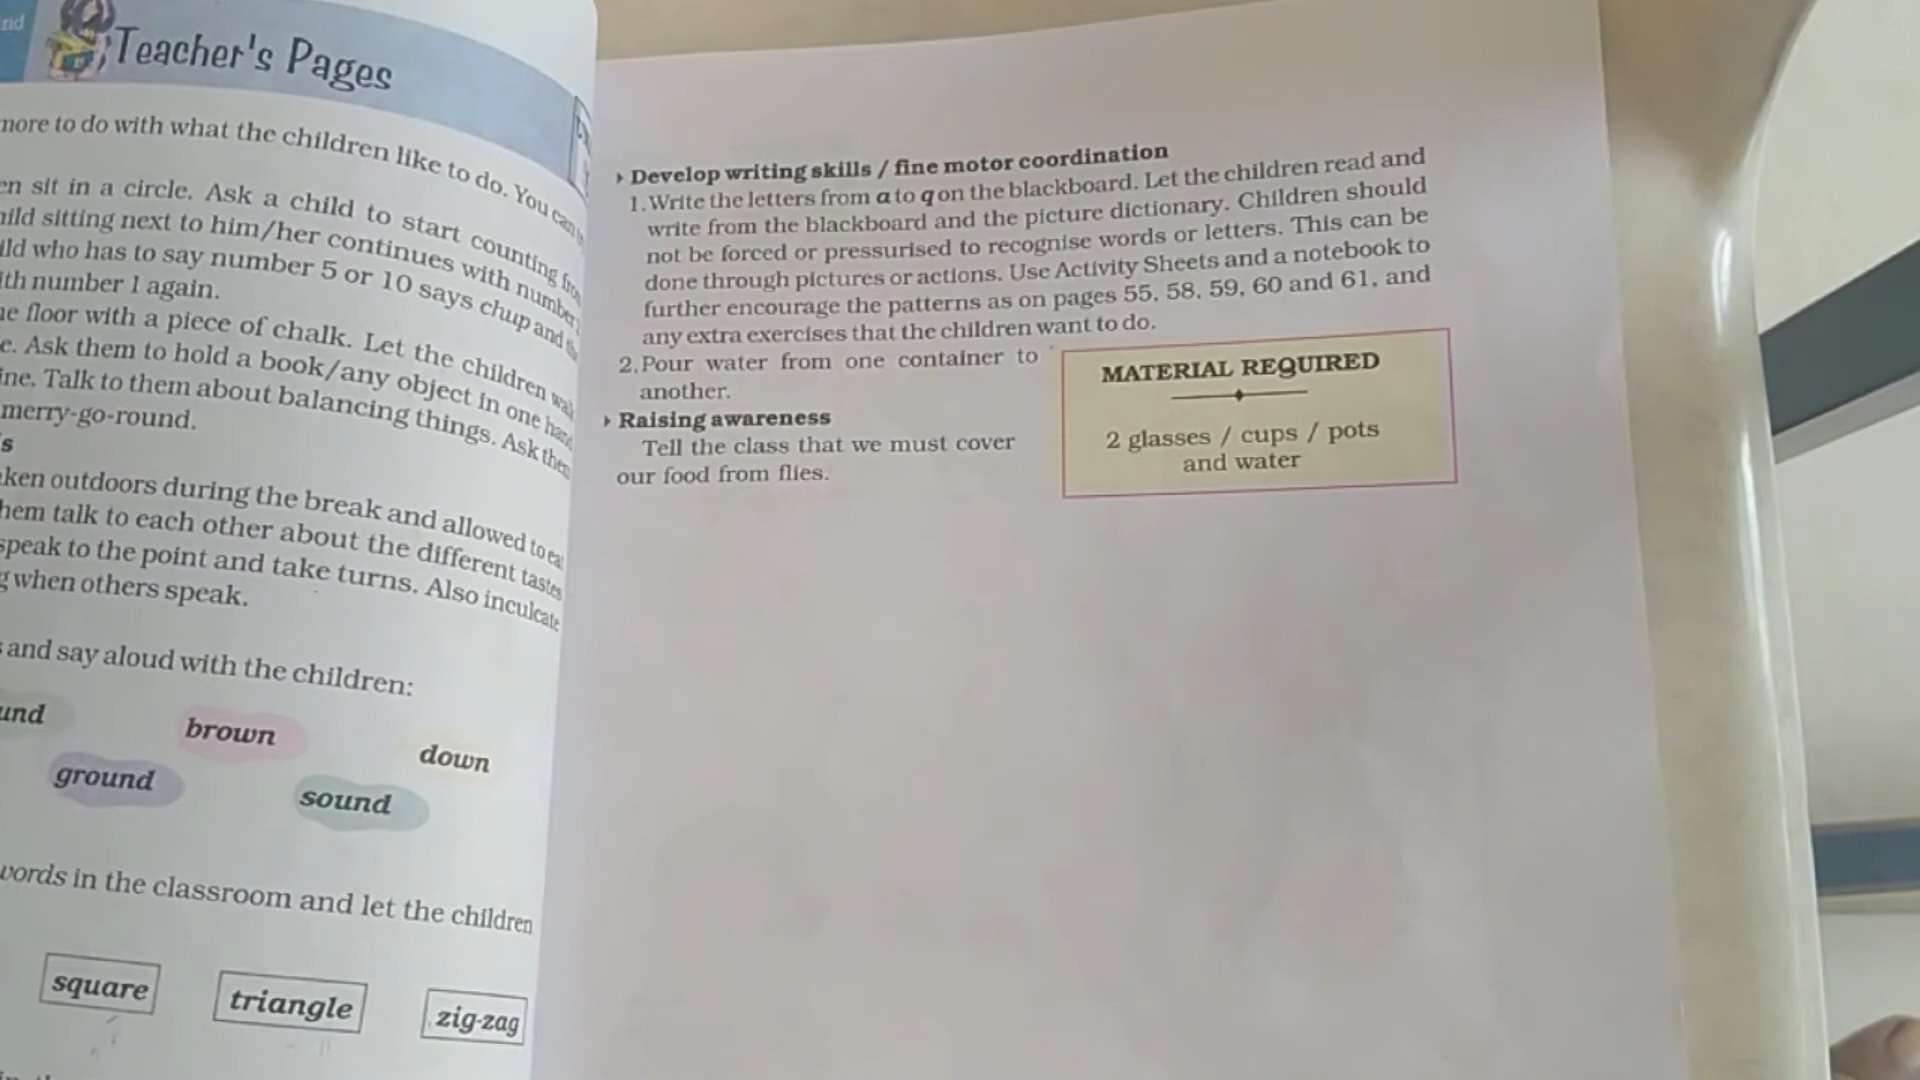 nd
Teacher's Pages
more to do with what the children like to do. You can
sit in a circle. Ask a child to start counting from
sitting next to him/her continues with number
who has to say number 5 or 10 says chup and
number 1 again.
floor with a piece of chalk. Let the children
Ask them to hold a book/any object in one hand
Talk to them about balancing things. Ask them
merry-go-round.
s
outdoors during the break and allowed to eat
talk to each other about the different tastes
speak to the point and take turns. Also inculcate
when others speak.
and say aloud with the children:
und
brown
down
ground
sound
words in the classroom and let the children
square
triangle
zig-zag
Develop writing skills / fine motor coordination
1. Write the letters from a to q on the blackboard. Let the children read and
write from the blackboard and the picture dictionary. Children should
not be forced or pressurised to recognise words or letters. This can be
done through pictures or actions. Use Activity Sheets and a notebook to
further encourage the patterns as on pages 55, 58, 59, 60 and 61, and
any extra exercises that the children want to do.
2. Pour water from one container to
another.
Raising awareness
Tell the class that we must cover
our food from flies.
MATERIAL REQUIRED
2 glasses / cups / pots
and water